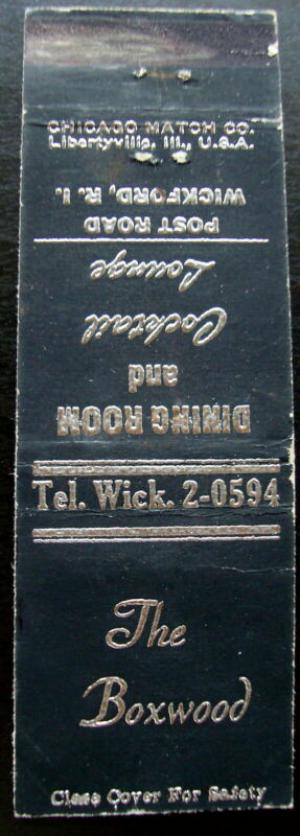 CHICAGO MATCH CO.
Libertyville, Ill., U.S.A.
DINING ROOM
and
Cocktail
Lounge
POST ROAD
WICKFORD, R. I.
Tel. Wick. 2-0594
The
Boxwood
Close Cover For Safety